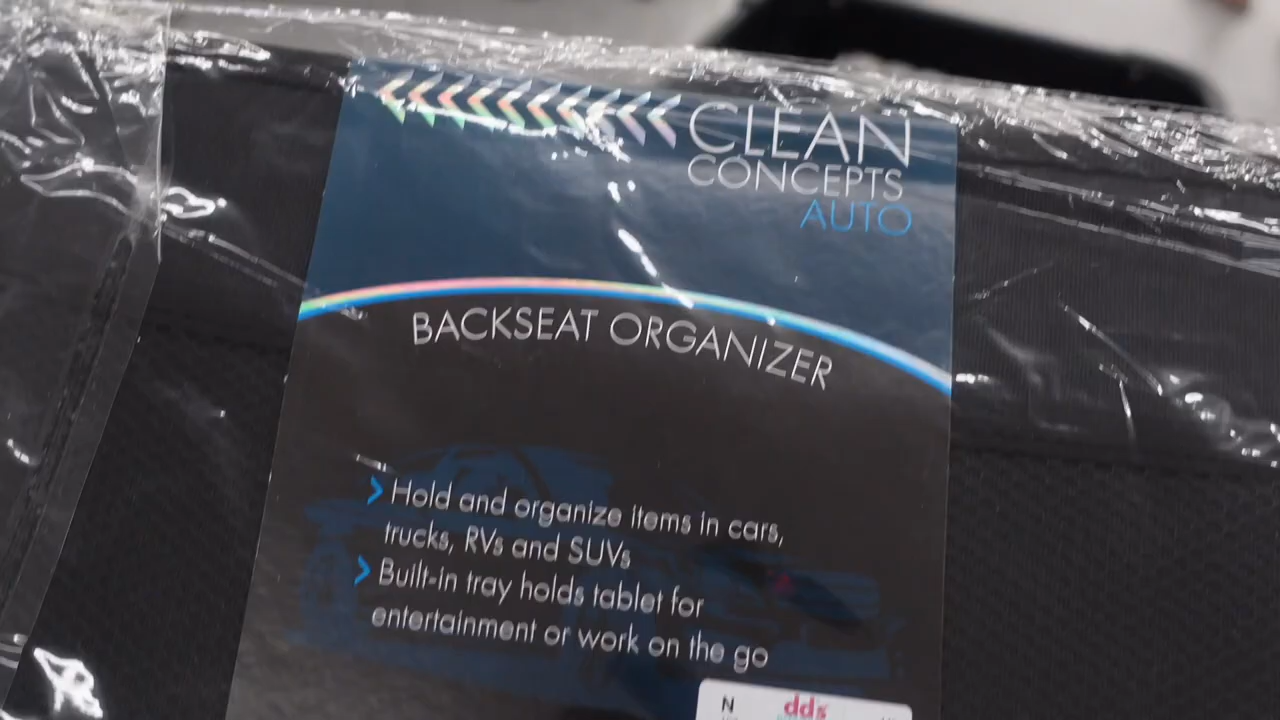 CLEAN
CONCEPTS
AUTO
BACKSEAT ORGANIZER
Hold and organize items in cars,
trucks, RVs and SUVs
Built-in tray holds tablet for
entertainment or work on the go
N dds